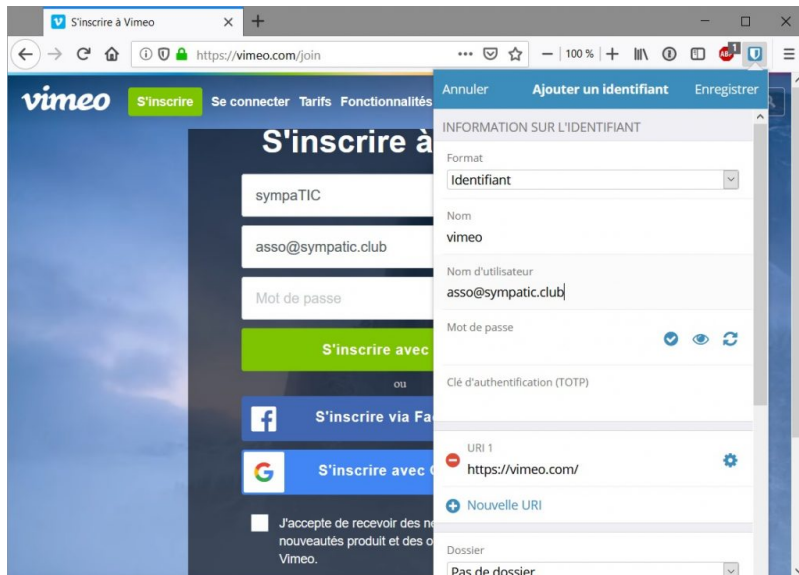 S'inscrire à Vimeo
https://vimeo.com/join
100 %
ABP 1
vimeo
S'inscrire
Se connecter Tarifs Fonctionnalités
S'inscrire à
sympaTIC
asso@sympatic.club
Mot de passe
S'inscrire avec
ou
S'inscrire via Fa
S'inscrire avec
J'accepte de recevoir des
nouveautés produit et des
Vimeo.
Annuler Ajouter un identifiant Enregistrer
INFORMATION SUR L'IDENTIFIANT
Format
Identifiant
Nom
vimeo
Nom d'utilisateur
asso@sympatic.club
Mot de passe
Clé d'authentification (TOTP)
URI 1
https://vimeo.com/
Nouvelle URI
Dossier
Pas de dossier